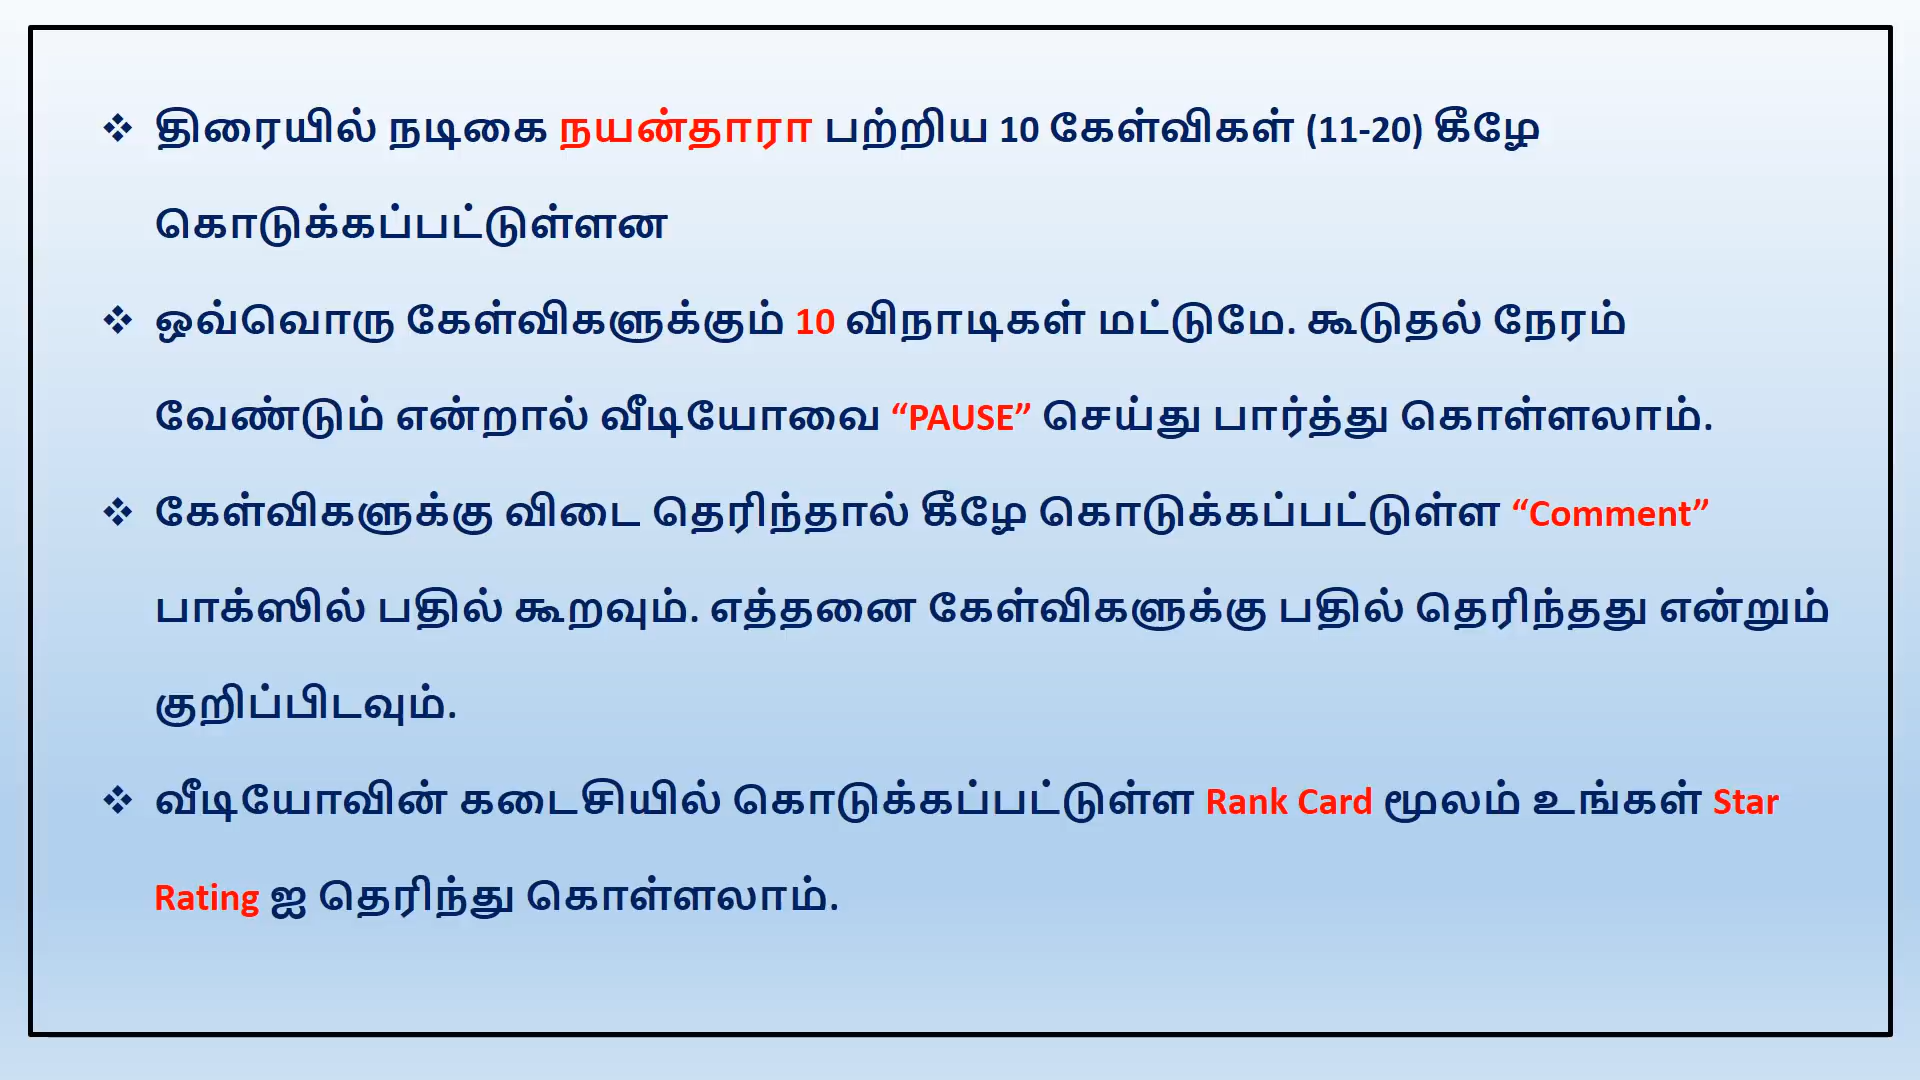 ❖ திரையில் நடிகை நயன்தாரா பற்றிய 10 கேள்விகள் (11-20) கீழே
கொடுக்கப்பட்டுள்ளன
❖ ஒவ்வொரு கேள்விகளுக்கும் 10 விநாடிகள் மட்டுமே. கூடுதல் நேரம்
வேண்டும் என்றால் வீடியோவை “PAUSE” செய்து பார்த்து கொள்ளலாம்.
❖ கேள்விகளுக்கு விடை தெரிந்தால் கீழே கொடுக்கப்பட்டுள்ள “Comment”
பாக்ஸில் பதில் கூறவும். எத்தனை கேள்விகளுக்கு பதில் தெரிந்தது என்றும்
குறிப்பிடவும்.
❖ வீடியோவின் கடைசியில் கொடுக்கப்பட்டுள்ள Rank Card மூலம் உங்கள் Star
Rating ஐ தெரிந்து கொள்ளலாம்.